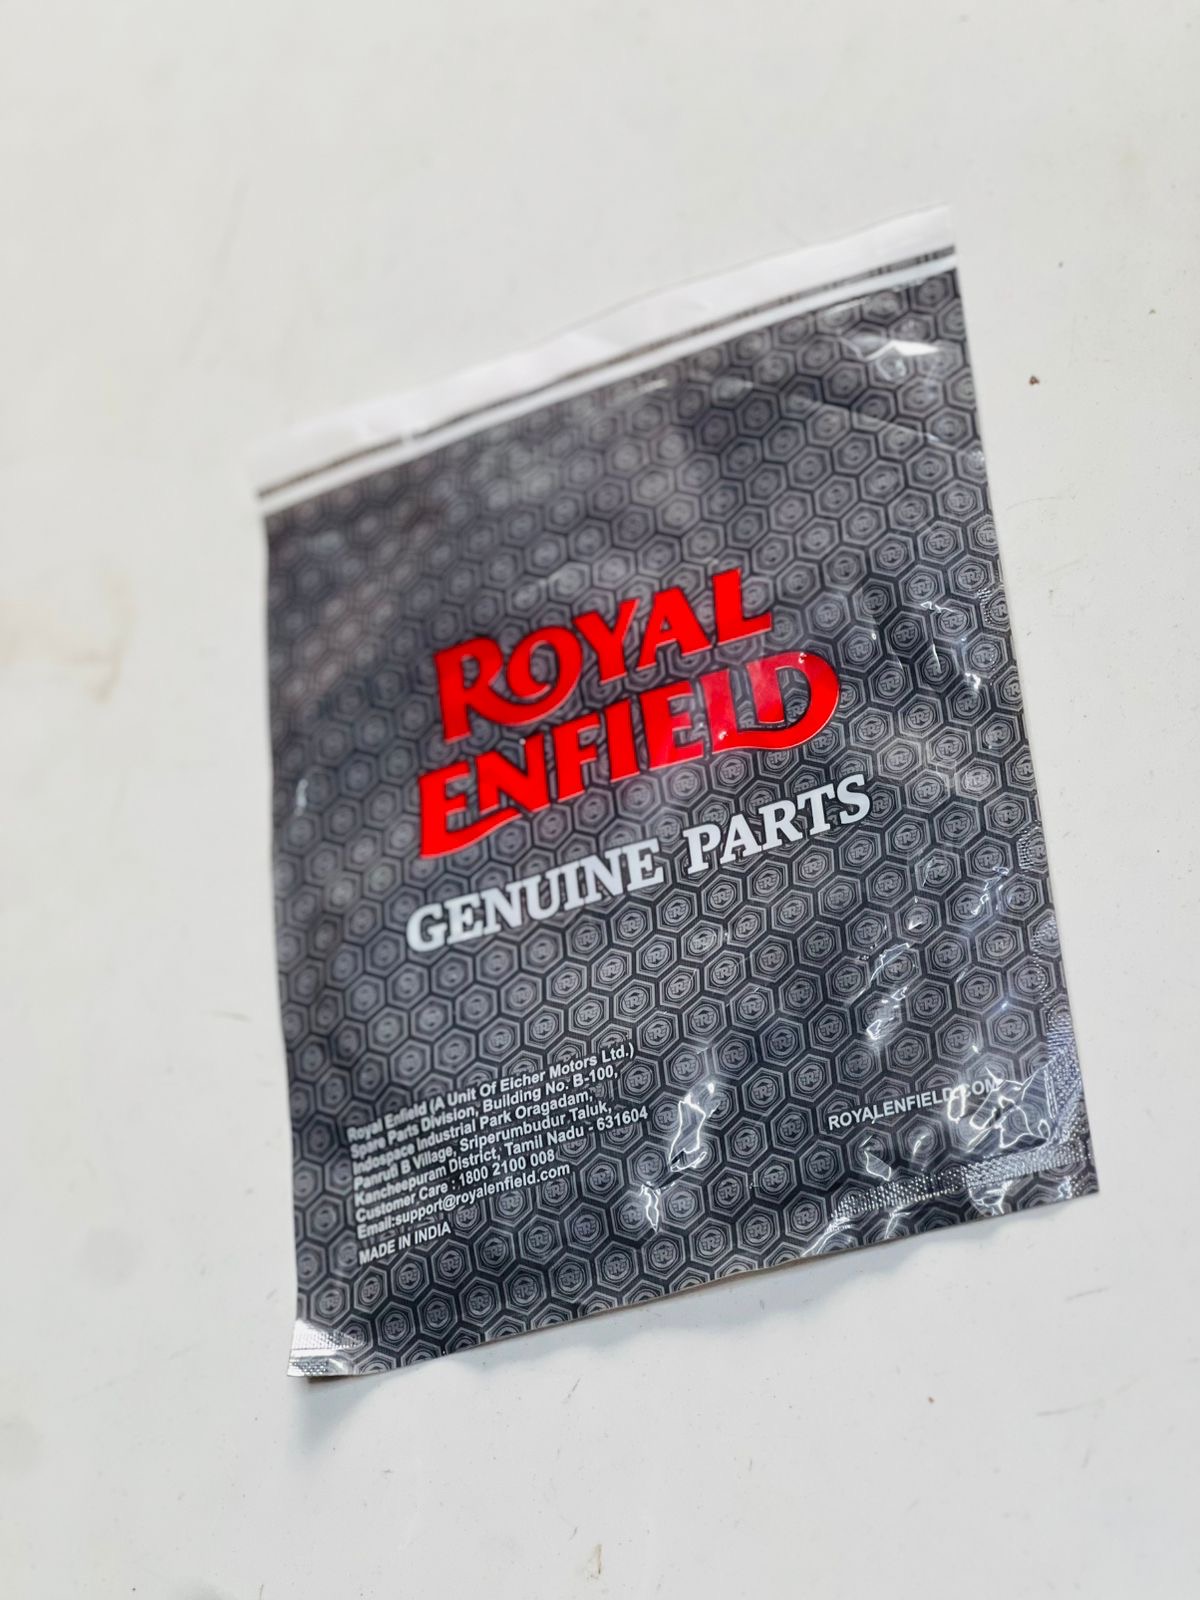 ROYAL
ENFIELD
GENUINE PARTS
Royal Enfield (A Unit Of Eicher Motors Ltd.)
Spare Parts Division, Building No. B-100,
Indospace Industrial Park Oragadam,
Panruti B Village, Sriperumbudur Taluk,
Kancheepuram District, Tamil Nadu - 631604
Customer Care : 1800 2100 008
Email:support@royalenfield.com
MADE IN INDIA
ROYALENFIELD.COM